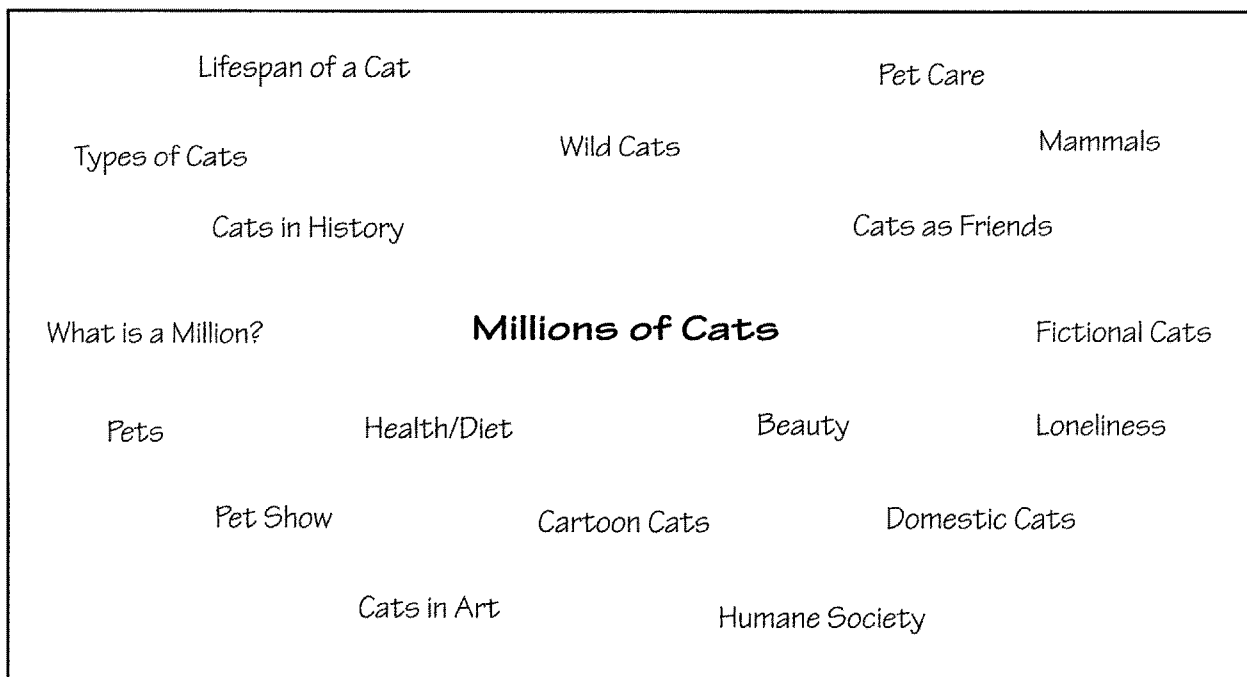 Lifespan of a Cat
Pet Care
Types of Cats
Wild Cats
Mammals
Cats in History
Cats as Friends
What is a Million?
Millions of Cats
Fictional Cats
Pets
Health/Diet
Beauty
Loneliness
Pet Show
Cartoon Cats
Domestic Cats
Cats in Art
Humane Society